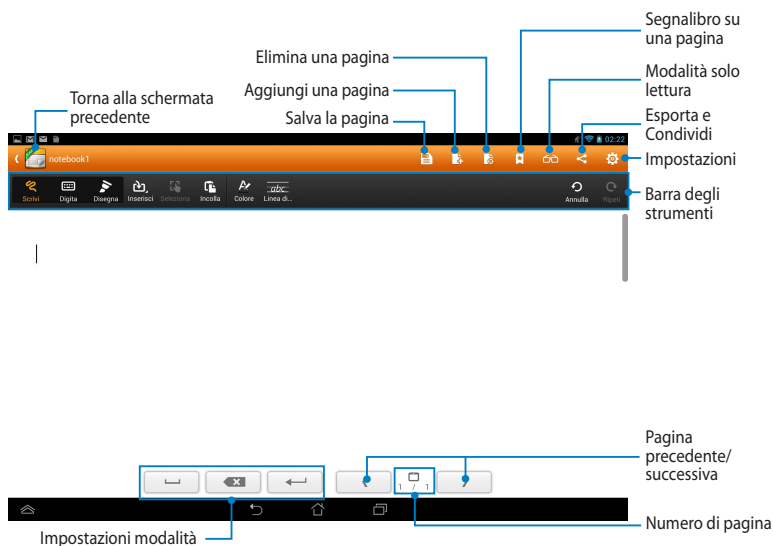 Segnalibro su
una pagina
Elimina una pagina
Modalità solo
lettura
Aggiungi una pagina
Torna alla schermata
precedente
Salva la pagina
Esporta e
Condividi
02:22
notebook1
Impostazioni
Scrivi Digita Disegna Inserisci Seleziona Incolla Colore abc Linea di... Annulla Ripeti
Barra degli
strumenti
Pagina
precedente/
successiva
1 / 1
Numero di pagina
Impostazioni modalità